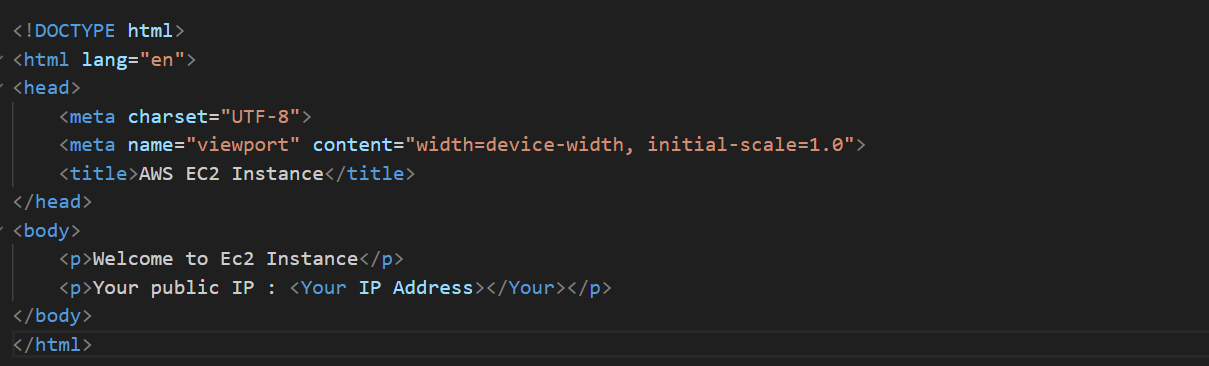 <!DOCTYPE html>
<html lang="en">
<head>
    <meta charset="UTF-8">
    <meta name="viewport" content="width=device-width, initial-scale=1.0">
    <title>AWS EC2 Instance</title>
</head>
<body>
    <p>Welcome to Ec2 Instance</p>
    <p>Your public IP : <Your IP Address></Your></p>
</body>
</html>